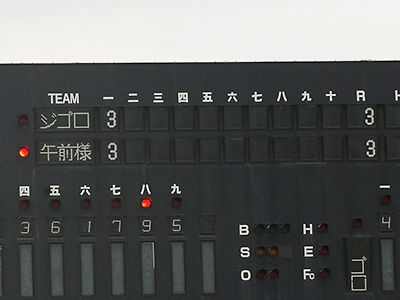 TEAM 一 二 三 四 五 六 七 八 九 十 R H
ジゴロ 3 3
午前様 3 3
四 五 六 七 八 九 一
3 6 1 7 9 5 4
B H
S E
O Fc
ゴロ